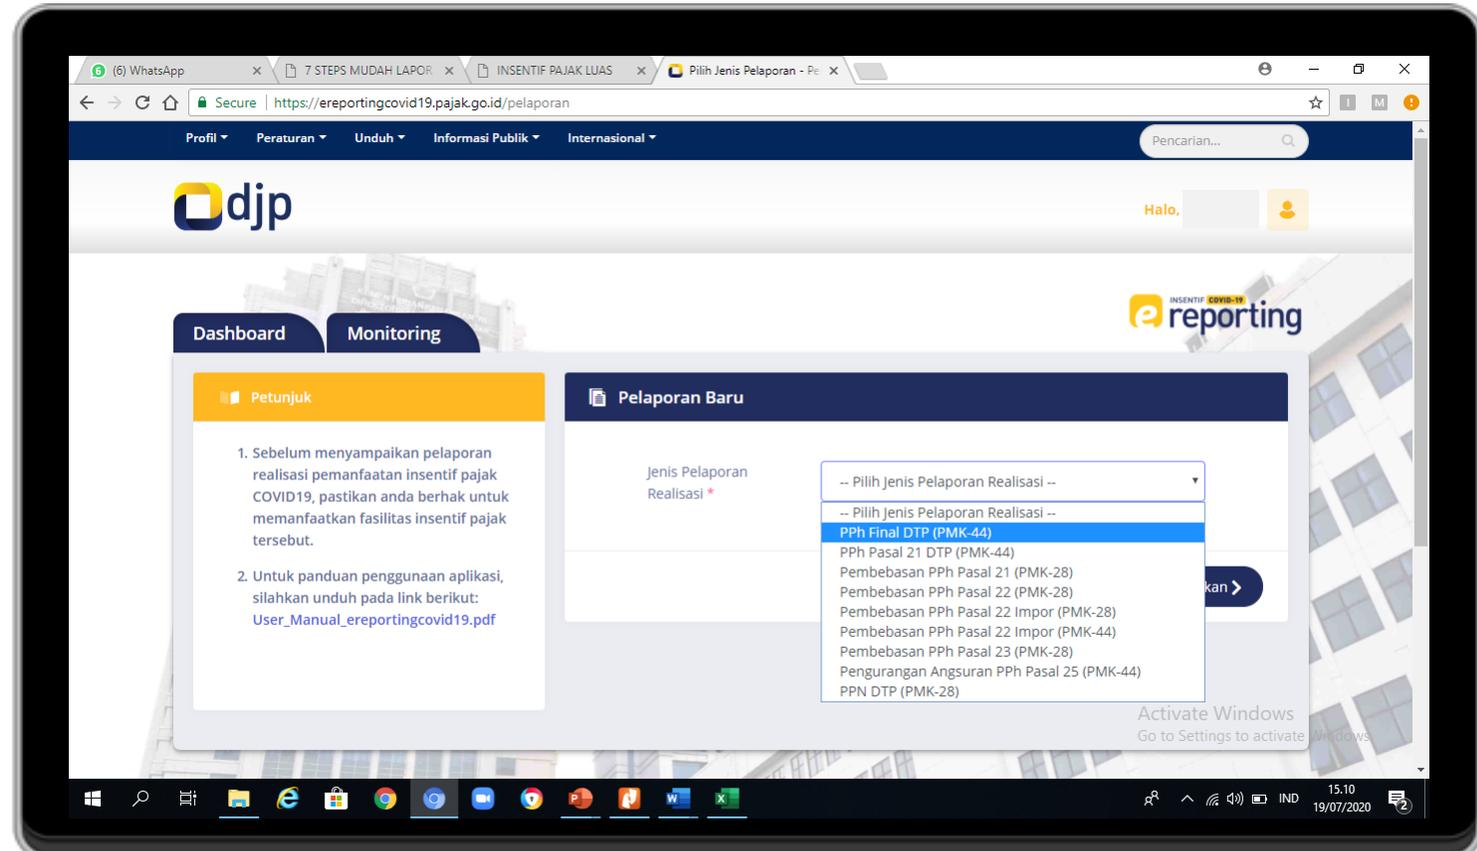 (6) WhatsApp
7 STEPS MUDAH LAPOR
INSENTIF PAJAK LUAS
Pilih Jenis Pelaporan - Pe
Secure | https://ereportingcovid19.pajak.go.id/pelaporan
Profil
Peraturan
Unduh
Informasi Publik
Internasional
Pencarian...
djp
Halo,
INSENTIF COVID-19
e reporting
Dashboard
Monitoring
Petunjuk
1. Sebelum menyampaikan pelaporan
realisasi pemanfaatan insentif pajak
COVID19, pastikan anda berhak untuk
memanfaatkan fasilitas insentif pajak
tersebut.
2. Untuk panduan penggunaan aplikasi,
silahkan unduh pada link berikut:
User_Manual_ereportingcovid19.pdf
Pelaporan Baru
Jenis Pelaporan
Realisasi *
-- Pilih Jenis Pelaporan Realisasi --
-- Pilih Jenis Pelaporan Realisasi --
PPh Final DTP (PMK-44)
PPh Pasal 21 DTP (PMK-44)
Pembebasan PPh Pasal 21 (PMK-28)
Pembebasan PPh Pasal 22 (PMK-28)
Pembebasan PPh Pasal 22 Impor (PMK-28)
Pembebasan PPh Pasal 22 Impor (PMK-44)
Pembebasan PPh Pasal 23 (PMK-28)
Pengurangan Angsuran PPh Pasal 25 (PMK-44)
PPN DTP (PMK-28)
kan
Activate Windows
Go to Settings to activate Windows.
IND
15.10
19/07/2020
2